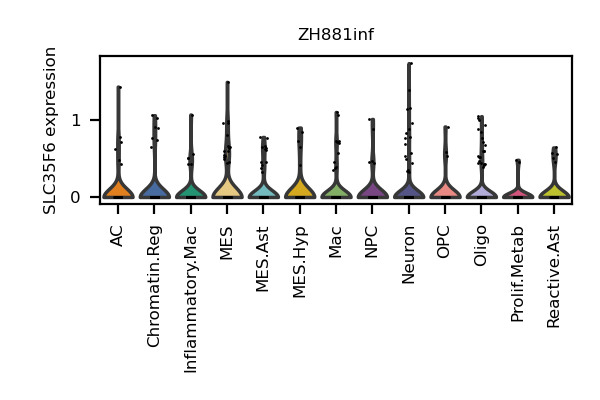 ZH881inf
SLC35F6 expression
1
0
AC
Chromatin.Reg
Inflammatory.Mac
MES
MES.Ast
MES.Hyp
Mac
NPC
Neuron
OPC
Oligo
Prolif.Metab
Reactive.Ast